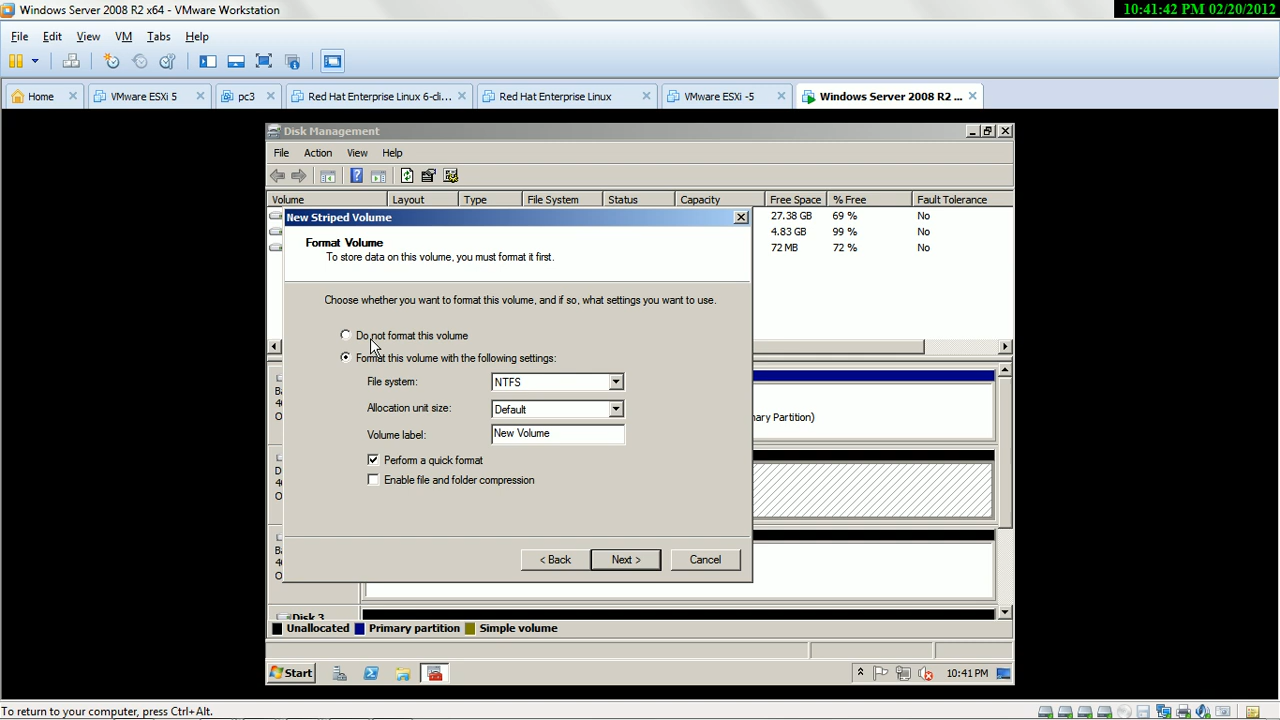 Windows Server 2008 R2 x64 - VMware Workstation
10:41:42 PM 02/20/2012
File Edit View VM Tabs Help
Home VMware ESXi 5 pc3 Red Hat Enterprise Linux 6-cli... Red Hat Enterprise Linux VMware ESXi -5 Windows Server 2008 R2 ...
Disk Management
File Action View Help
Volume Layout Type File System Status Capacity Free Space % Free Fault Tolerance
27.38 GB 69 % No
4.83 GB 99 % No
72 MB 72 % No
New Striped Volume
Format Volume
To store data on this volume, you must format it first.
Choose whether you want to format this volume, and if so, what settings you want to use.
Do not format this volume
Format this volume with the following settings:
File system: NTFS
Allocation unit size: Default
Volume label: New Volume
Perform a quick format
Enable file and folder compression
< Back Next > Cancel
ary Partition)
Disk 3
Unallocated Primary partition Simple volume
Start 10:41 PM
To return to your computer, press Ctrl+Alt.